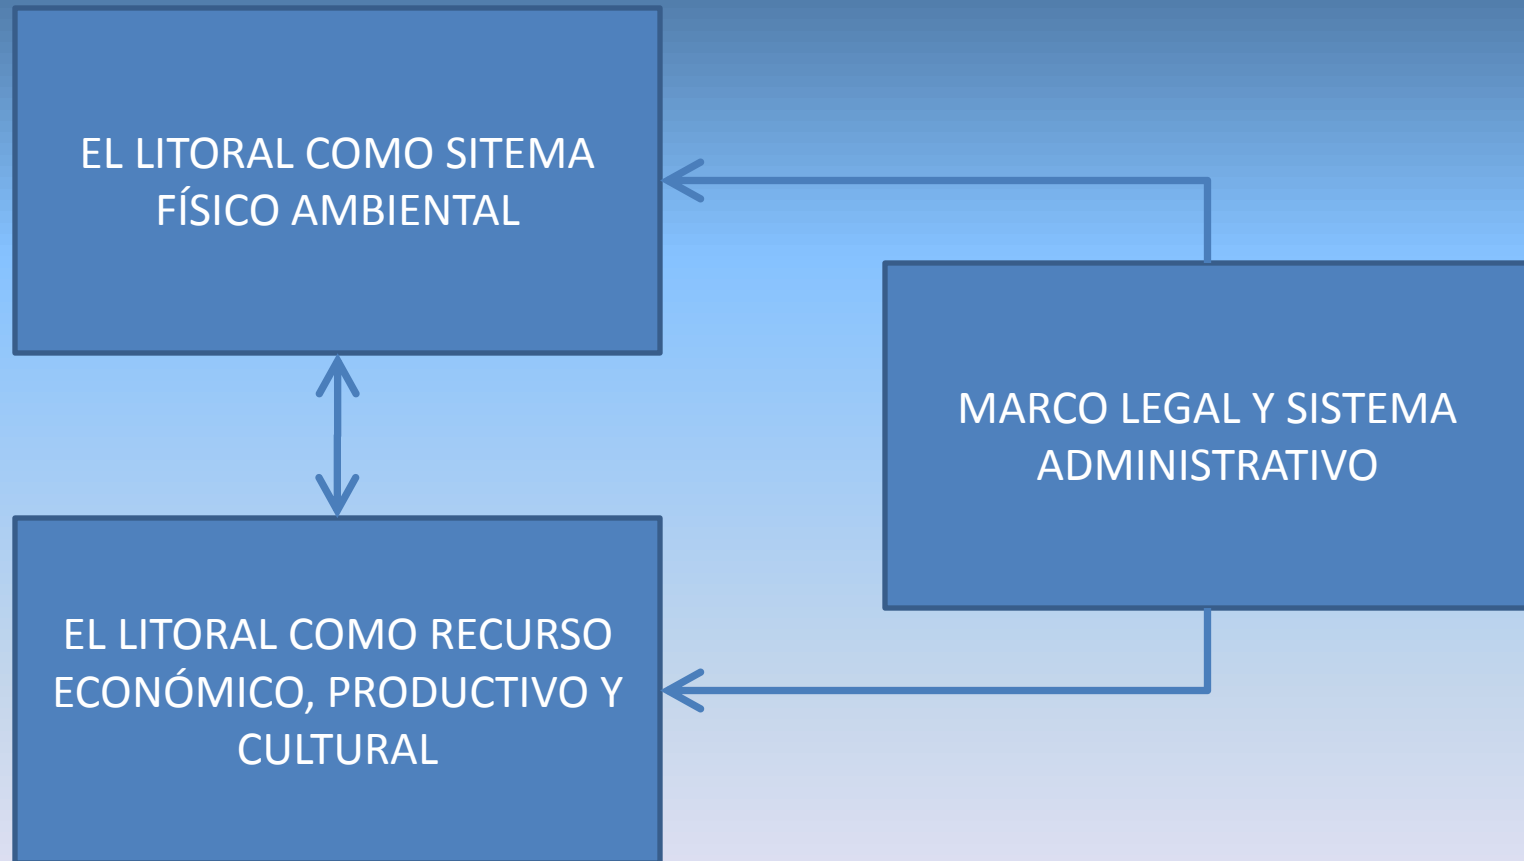 EL LITORAL COMO SITEMA
FÍSICO AMBIENTAL
MARCO LEGAL Y SISTEMA
ADMINISTRATIVO
EL LITORAL COMO RECURSO
ECONÓMICO, PRODUCTIVO Y
CULTURAL